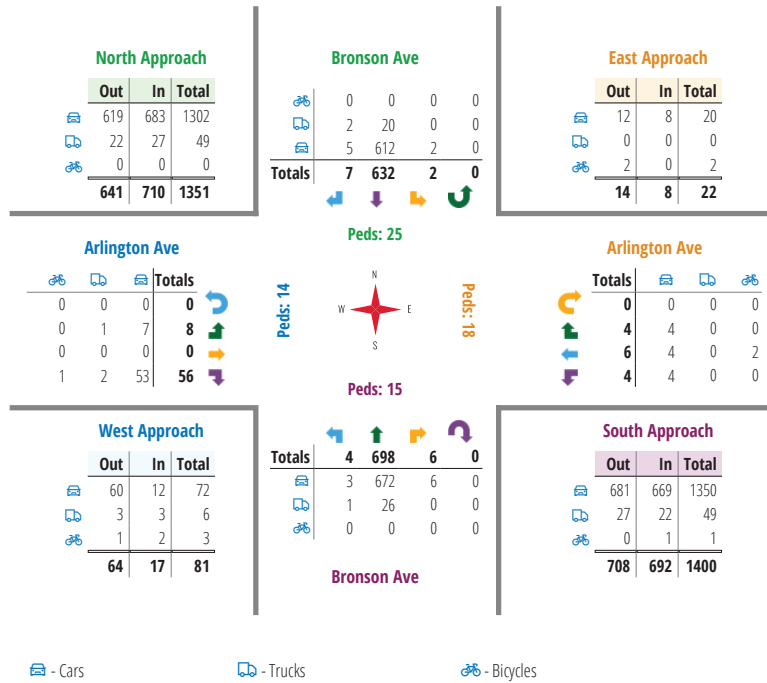 North Approach
Out In Total
619 683 1302
22 27 49
0 0 0
641 710 1351
Bronson Ave
0 0 0 0
2 20 0 0
5 612 2 0
Totals 7 632 2 0
East Approach
Out In Total
12 8 20
0 0 0
2 0 2
14 8 22
Arlington Ave
Totals
0 0 0 0
0 1 7 8
0 0 0 0
1 2 53 56
Peds: 25
Peds: 14
N
W E
S
Peds: 18
Peds: 15
Arlington Ave
Totals
0 0 0 0
4 4 0 0
6 4 0 2
4 4 0 0
West Approach
Out In Total
60 12 72
3 3 6
1 2 3
64 17 81
Totals 4 698 6 0
3 672 6 0
1 26 0 0
0 0 0 0
Bronson Ave
South Approach
Out In Total
681 669 1350
27 22 49
0 1 1
708 692 1400
- Cars
- Trucks
- Bicycles